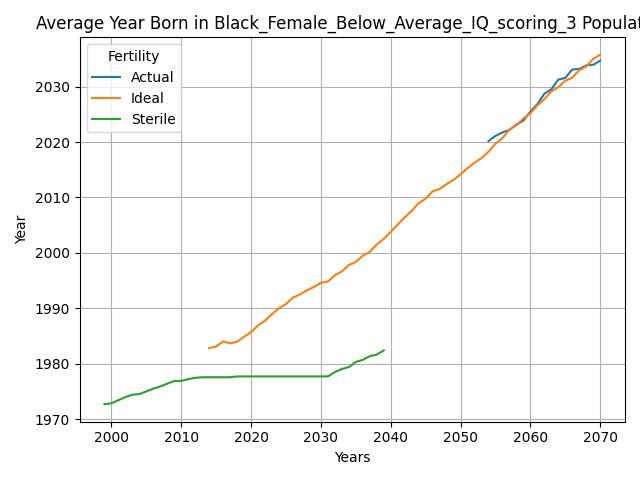 Average Year Born in Black_Female_Below_Average_IQ_scoring_3 Populat
Fertility
Actual
Ideal
Sterile
Year
2030
2020
2010
2000
1990
1980
1970
2000 2010 2020 2030 2040 2050 2060 2070
Years